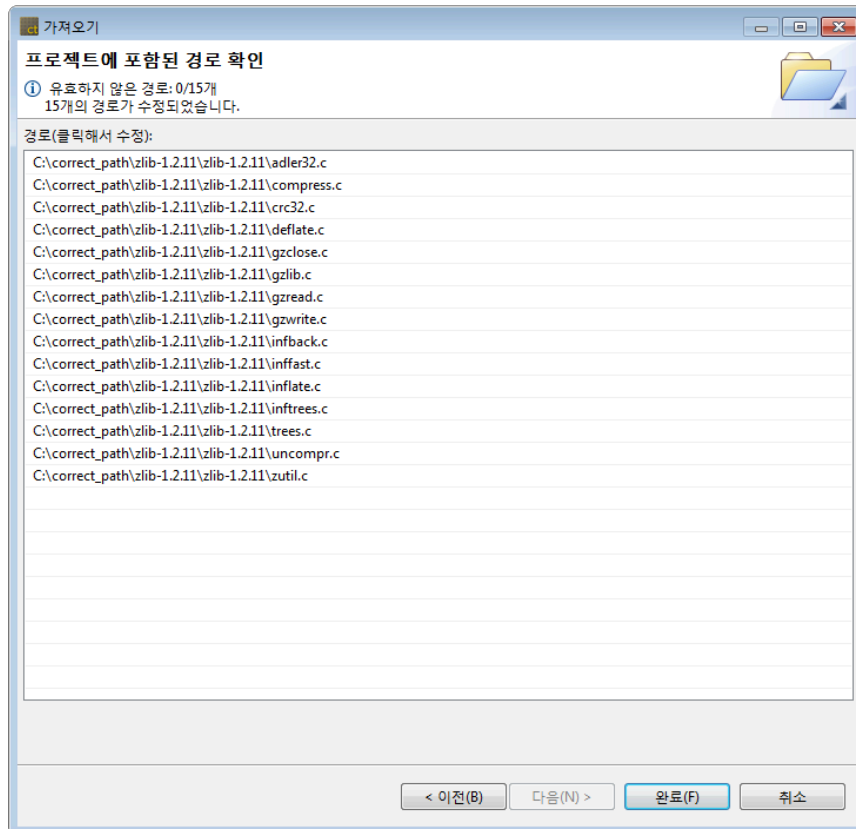 ct 가져오기
프로젝트에 포함된 경로 확인
유효하지 않은 경로: 0/15개
15개의 경로가 수정되었습니다.
경로(클릭해서 수정):
C:\correct_path\zlib-1.2.11\zlib-1.2.11\adler32.c
C:\correct_path\zlib-1.2.11\zlib-1.2.11\compress.c
C:\correct_path\zlib-1.2.11\zlib-1.2.11\crc32.c
C:\correct_path\zlib-1.2.11\zlib-1.2.11\deflate.c
C:\correct_path\zlib-1.2.11\zlib-1.2.11\gzclose.c
C:\correct_path\zlib-1.2.11\zlib-1.2.11\gzlib.c
C:\correct_path\zlib-1.2.11\zlib-1.2.11\gzread.c
C:\correct_path\zlib-1.2.11\zlib-1.2.11\gzwrite.c
C:\correct_path\zlib-1.2.11\zlib-1.2.11\infback.c
C:\correct_path\zlib-1.2.11\zlib-1.2.11\inffast.c
C:\correct_path\zlib-1.2.11\zlib-1.2.11\inflate.c
C:\correct_path\zlib-1.2.11\zlib-1.2.11\inftrees.c
C:\correct_path\zlib-1.2.11\zlib-1.2.11\trees.c
C:\correct_path\zlib-1.2.11\zlib-1.2.11\uncompr.c
C:\correct_path\zlib-1.2.11\zlib-1.2.11\zutil.c
< 이전(B) 다음(N) > 완료(F) 취소